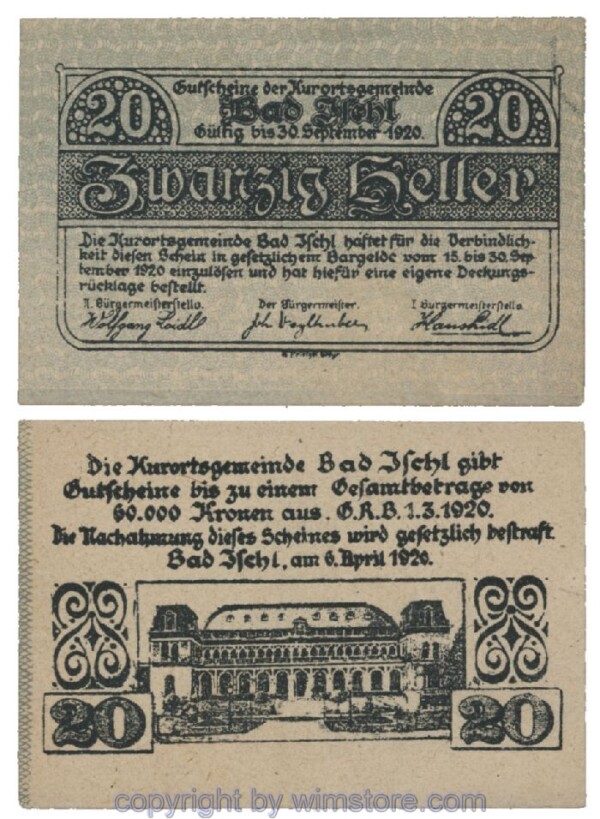 Gutscheine der Kurortsgemeinde
20 Bad Ischl 20
Gültig bis 30. September 1920.
Zwanzig Heller
Die Kurortsgemeinde Bad Ischl haftet für die Verbindlich-
keit diesen Schein in gesetzlichem Bargelde vom 15. bis 30. Sep-
tember 1920 einzulösen und hat hiefür eine eigene Deckungs-
rücklage bestellt.
Bürgermeisterstellv. Der Bürgermeister. I. Bürgermeisterstellv.
Wolfgang Loidl Joh
Die Kurortsgemeinde Bad Ischl gibt
Gutscheine bis zu einem Gesamtbetrage von
60.000 Kronen aus. G.R.B. 1.3.1920.
Die Nachahmung dieses Scheines wird gesetzlich bestraft.
Bad Ischl, am 6. April 1920.
20 20
copyright by wimstore.com